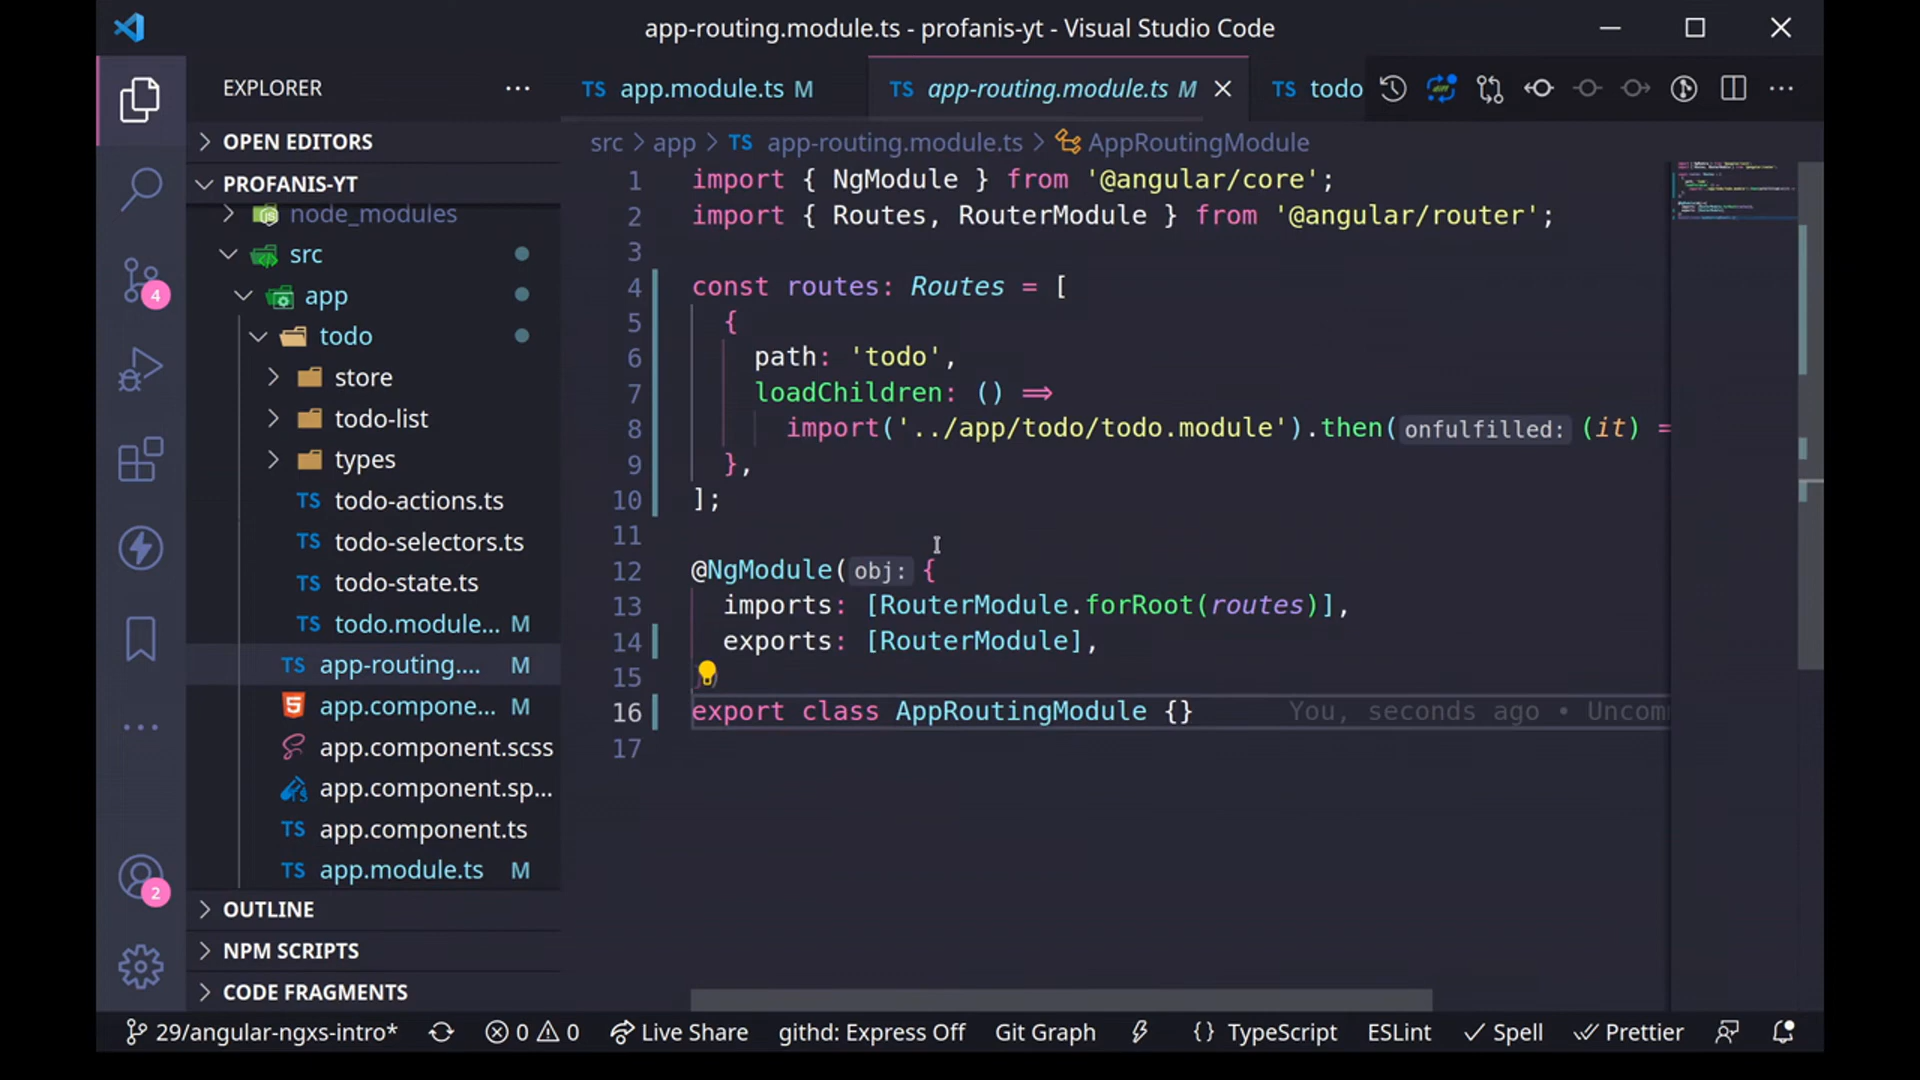 app-routing.module.ts - profanis-yt - Visual Studio Code
EXPLORER
TS app.module.ts M
TS app-routing.module.ts M
TS todo
OPEN EDITORS
PROFANIS-YT
node_modules
src
app
todo
store
todo-list
types
TS todo-actions.ts
TS todo-selectors.ts
TS todo-state.ts
TS todo.module... M
TS app-routing.... M
5 app.compone... M
app.component.scss
app.component.sp...
TS app.component.ts
TS app.module.ts M
OUTLINE
NPM SCRIPTS
CODE FRAGMENTS
4
2
src > app > TS app-routing.module.ts > AppRoutingModule
1 import { NgModule } from '@angular/core';
2 import { Routes, RouterModule } from '@angular/router';
3
4 const routes: Routes = [
5 {
6 path: 'todo',
7 loadChildren: () =>
8 import('../app/todo/todo.module').then( onfulfilled: (it) =
9 },
10 ];
11
12 @NgModule( obj: {
13 imports: [RouterModule.forRoot(routes)],
14 exports: [RouterModule],
15 )
16 export class AppRoutingModule {} You, seconds ago • Uncom
17
29/angular-ngxs-intro* 0 0 Live Share githd: Express Off Git Graph {} TypeScript ESLint Spell Prettier